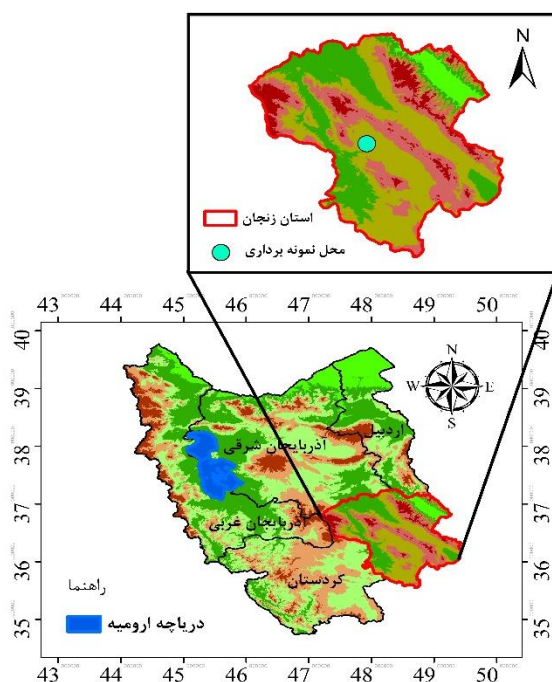 N
استان زنجان
محل نمونه برداری
43 44 45 46 47 48 49 50
40 40
39 39
38 38
37 37
36 36
35 35
N
W E
S
اردبیل
آذربایجان شرقی
آذربایجان غربی
کردستان
راهنما
دریاچه ارومیه
43 44 45 46 47 48 49 50